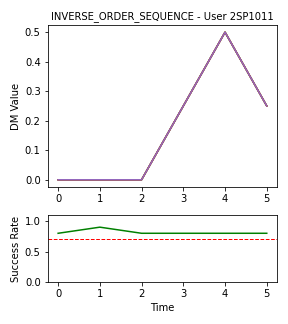 INVERSE_ORDER_SEQUENCE - User 2SP1011
DM Value
0.5
0.4
0.3
0.2
0.1
0.0
0 1 2 3 4 5
Success Rate
1.0
0.5
0.0
0 1 2 3 4 5
Time